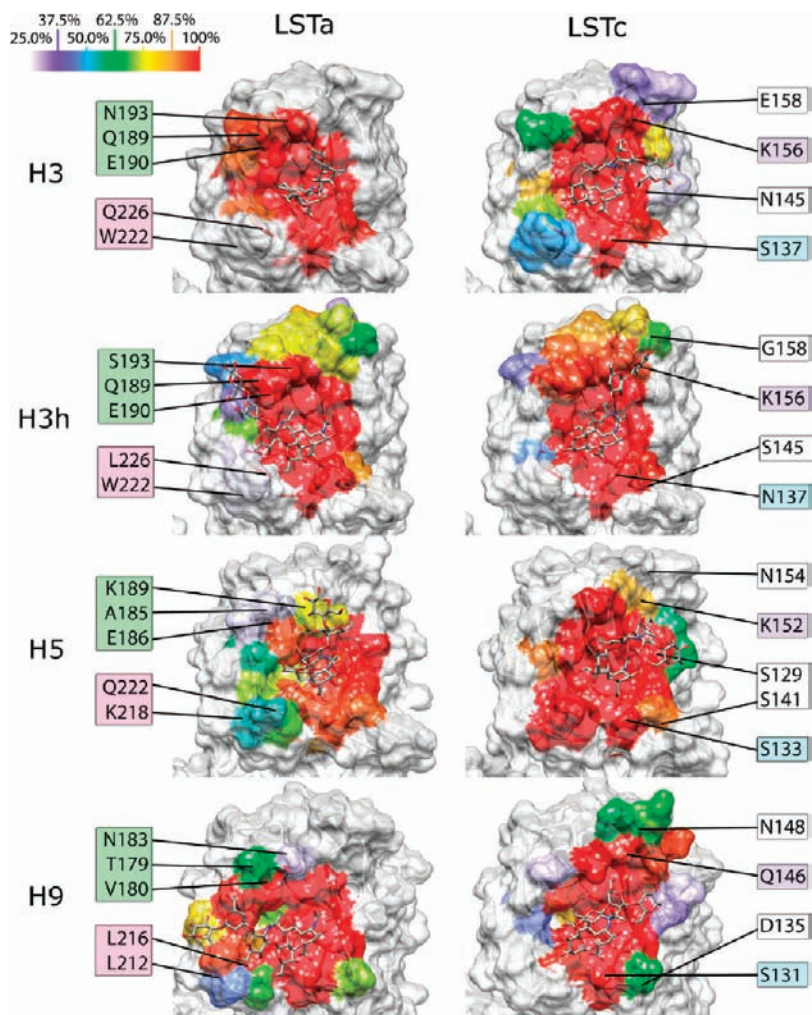 37.5% 62.5% 87.5%
25.0% 50.0% 75.0% 100%
LSTa
LSTc
H3
N193
Q189
E190
Q226
W222
E158
K156
N145
S137
H3h
S193
Q189
E190
L226
W222
G158
K156
S145
N137
H5
K189
A185
E186
Q222
K218
N154
K152
S129
S141
S133
H9
N183
T179
V180
L216
L212
N148
Q146
D135
S131